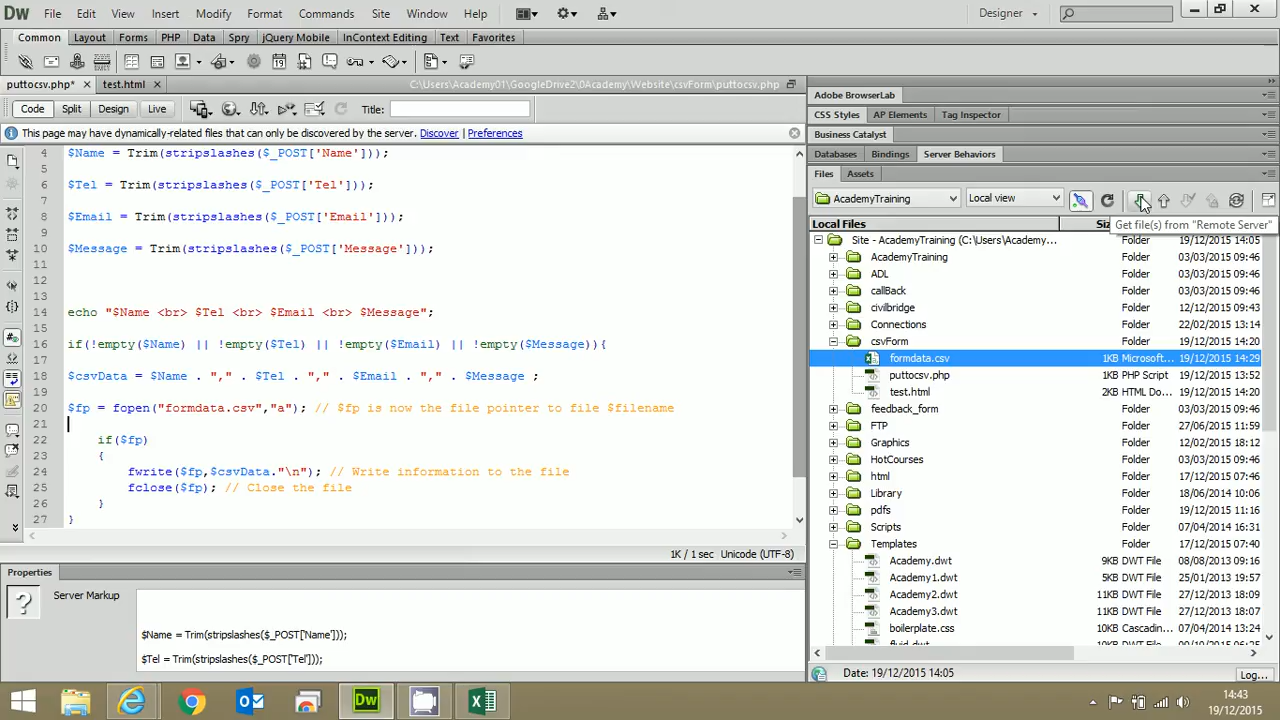 Dw File Edit View Insert Modify Format Commands Site Window Help Designer
Common Layout Forms PHP Data Spry jQuery Mobile InContext Editing Text Favorites
puttocsv.php* test.html C:\Users\Academy01\GoogleDrive2\0Academy\Website\csvForm\puttocsv.php
Code Split Design Live Title:
This page may have dynamically-related files that can only be discovered by the server. Discover | Preferences
4 $Name = Trim(stripslashes($_POST['Name']));
5
6 $Tel = Trim(stripslashes($_POST['Tel']));
7
8 $Email = Trim(stripslashes($_POST['Email']));
9
10 $Message = Trim(stripslashes($_POST['Message']));
11
12
13
14 echo "$Name <br> $Tel <br> $Email <br> $Message";
15
16 if(!empty($Name) || !empty($Tel) || !empty($Email) || !empty($Message)){
17
18 $csvData = $Name . "," . $Tel . "," . $Email . "," . $Message ;
19
20 $fp = fopen("formdata.csv","a"); // $fp is now the file pointer to file $filename
21
22 if($fp)
23 {
24 fwrite($fp,$csvData."\n"); // Write information to the file
25 fclose($fp); // Close the file
26 }
27 }
1K / 1 sec Unicode (UTF-8)
Properties
? Server Markup
$Name = Trim(stripslashes($_POST['Name']));
$Tel = Trim(stripslashes($_POST['Tel']));
Adobe BrowserLab
CSS Styles AP Elements Tag Inspector
Business Catalyst
Databases Bindings Server Behaviors
Files Assets
AcademyTraining Local view
Get file(s) from "Remote Server"
Local Files
Site - AcademyTraining (C:\Users\Academy... Folder 19/12/2015 14:05
AcademyTraining Folder 03/03/2015 09:46
ADL Folder 03/03/2015 09:46
callBack Folder 03/03/2015 09:46
civilbridge Folder 12/12/2015 09:43
Connections Folder 22/02/2015 13:14
csvForm Folder 19/12/2015 14:20
formdata.csv 1KB Microsoft... 19/12/2015 14:29
puttocsv.php 1KB PHP Script 19/12/2015 13:52
test.html 2KB HTML Do... 19/12/2015 14:20
feedback_form Folder 03/03/2015 09:46
FTP Folder 27/06/2015 11:59
Graphics Folder 12/02/2015 18:12
HotCourses Folder 03/03/2015 09:46
html Folder 17/12/2015 07:46
Library Folder 18/06/2014 10:06
pdfs Folder 19/12/2015 11:16
Scripts Folder 07/04/2014 16:31
Templates Folder 17/12/2015 07:40
Academy.dwt 9KB DWT File 08/08/2013 09:16
Academy1.dwt 5KB DWT File 25/01/2013 19:57
Academy2.dwt 11KB DWT File 27/12/2013 18:07
Academy3.dwt 11KB DWT File 27/12/2013 18:07
boilerplate.css 10KB Cascadin... 07/04/2014 13:24
Date: 19/12/2015 14:05 Log...
14:43
19/12/2015